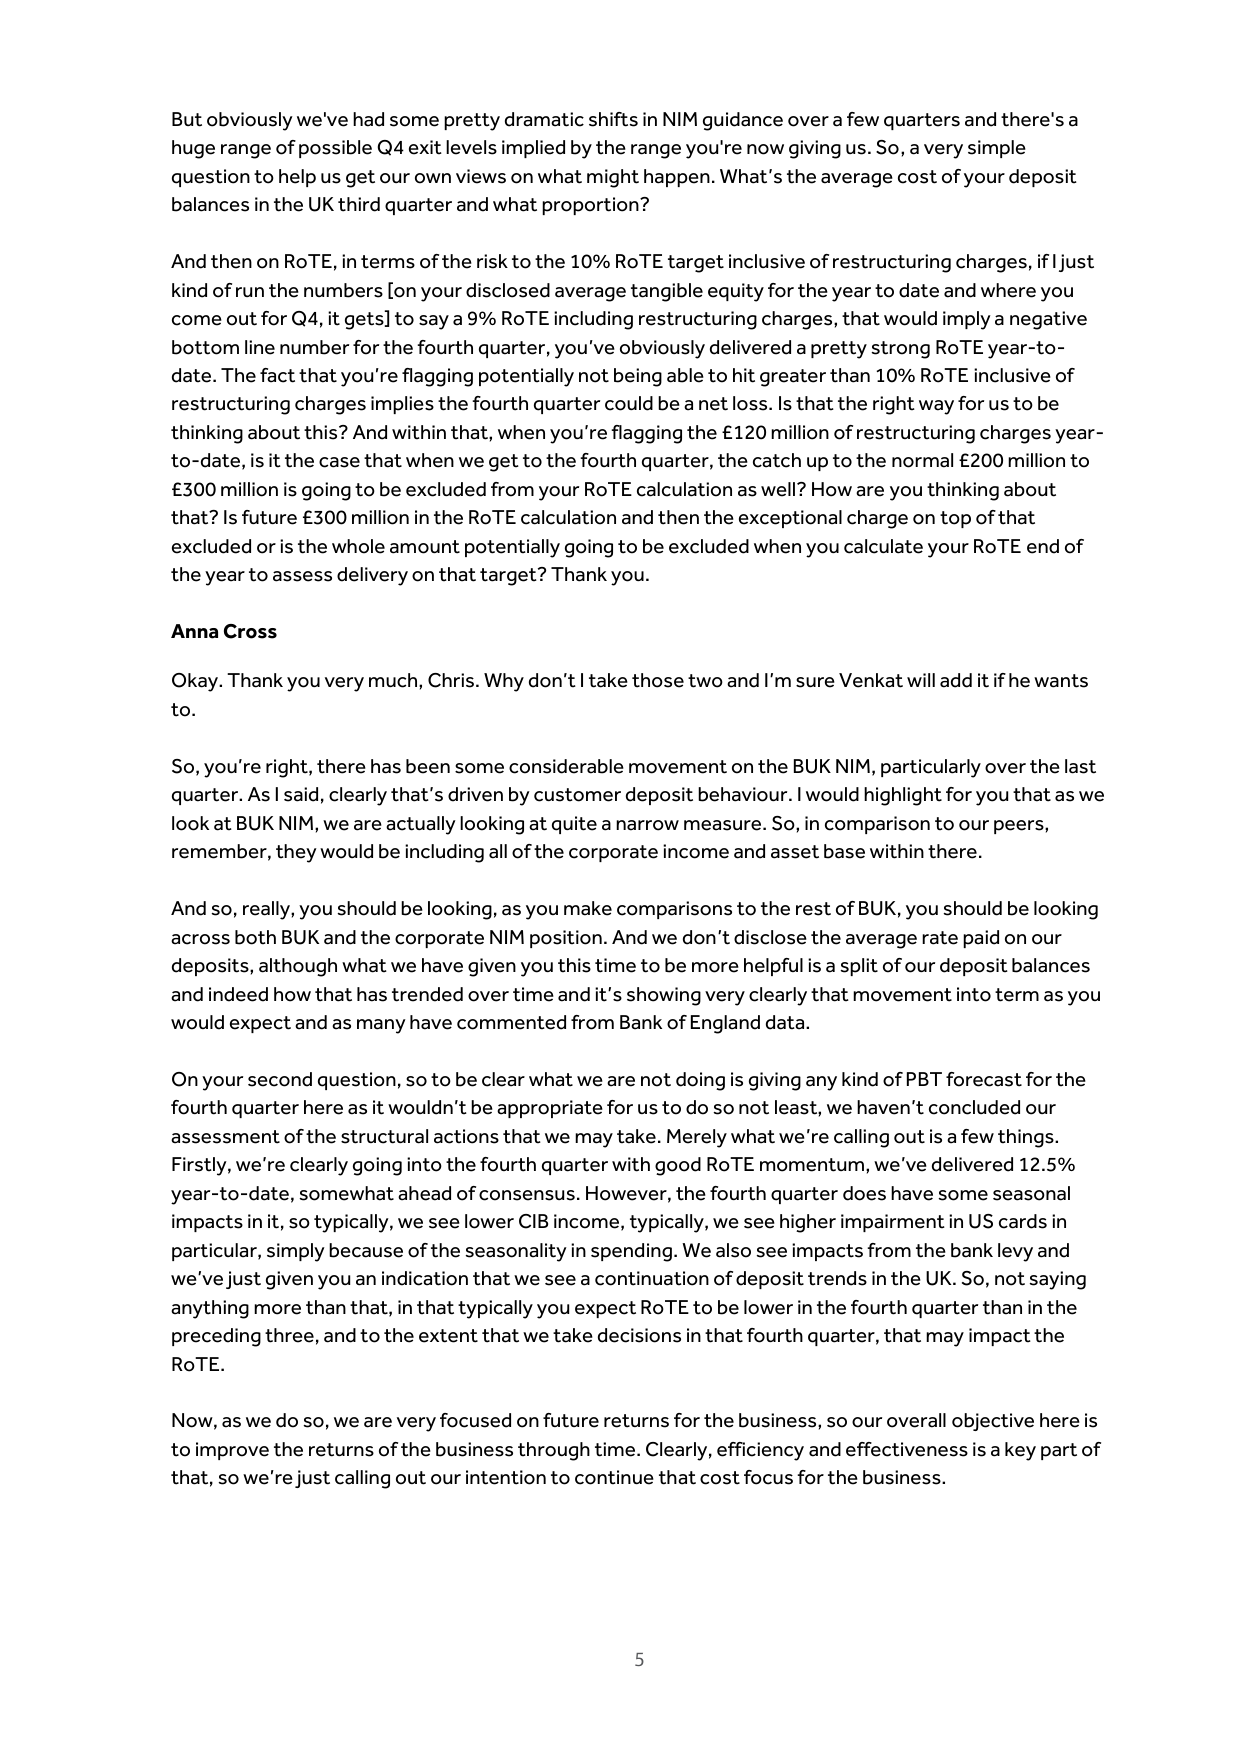 But obviously we've had some pretty dramatic shifts in NIM guidance over a few quarters and there's a
huge range of possible Q4 exit levels implied by the range you're now giving us. So, a very simple
question to help us get our own views on what might happen. What's the average cost of your deposit
balances in the UK third quarter and what proportion?
And then on RoTE, in terms of the risk to the 10% RoTE target inclusive of restructuring charges, if I just
kind of run the numbers [on your disclosed average tangible equity for the year to date and where you
come out for Q4, it gets] to say a 9% RoTE including restructuring charges, that would imply a negative
bottom line number for the fourth quarter, you've obviously delivered a pretty strong RoTE year-to-
date. The fact that you're flagging potentially not being able to hit greater than 10% RoTE inclusive of
restructuring charges implies the fourth quarter could be a net loss. Is that the right way for us to be
thinking about this? And within that, when you're flagging the £120 million of restructuring charges year-
to-date, is it the case that when we get to the fourth quarter, the catch up to the normal £200 million to
£300 million is going to be excluded from your RoTE calculation as well? How are you thinking about
that? Is future £300 million in the RoTE calculation and then the exceptional charge on top of that
excluded or is the whole amount potentially going to be excluded when you calculate your RoTE end of
the year to assess delivery on that target? Thank you.
Anna Cross
Okay. Thank you very much, Chris. Why don't I take those two and I'm sure Venkat will add it if he wants
to.
So, you're right, there has been some considerable movement on the BUK NIM, particularly over the last
quarter. As I said, clearly that's driven by customer deposit behaviour. I would highlight for you that as we
look at BUK NIM, we are actually looking at quite a narrow measure. So, in comparison to our peers,
remember, they would be including all of the corporate income and asset base within there.
And so, really, you should be looking, as you make comparisons to the rest of BUK, you should be looking
across both BUK and the corporate NIM position. And we don't disclose the average rate paid on our
deposits, although what we have given you this time to be more helpful is a split of our deposit balances
and indeed how that has trended over time and it's showing very clearly that movement into term as you
would expect and as many have commented from Bank of England data.
On your second question, so to be clear what we are not doing is giving any kind of PBT forecast for the
fourth quarter here as it wouldn't be appropriate for us to do so not least, we haven't concluded our
assessment of the structural actions that we may take. Merely what we're calling out is a few things.
Firstly, we're clearly going into the fourth quarter with good RoTE momentum, we've delivered 12.5%
year-to-date, somewhat ahead of consensus. However, the fourth quarter does have some seasonal
impacts in it, so typically, we see lower CIB income, typically, we see higher impairment in US cards in
particular, simply because of the seasonality in spending. We also see impacts from the bank levy and
we've just given you an indication that we see a continuation of deposit trends in the UK. So, not saying
anything more than that, in that typically you expect RoTE to be lower in the fourth quarter than in the
preceding three, and to the extent that we take decisions in that fourth quarter, that may impact the
RoTE.
Now, as we do so, we are very focused on future returns for the business, so our overall objective here is
to improve the returns of the business through time. Clearly, efficiency and effectiveness is a key part of
that, so we're just calling out our intention to continue that cost focus for the business.
5